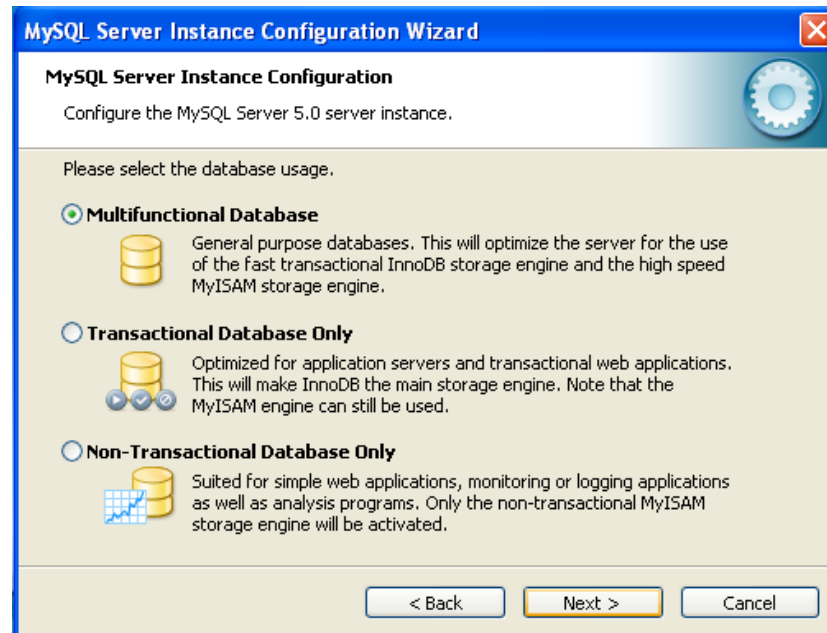 MySQL Server Instance Configuration Wizard
MySQL Server Instance Configuration
Configure the MySQL Server 5.0 server instance.
Please select the database usage.
Multifunctional Database
General purpose databases. This will optimize the server for the use
of the fast transactional InnoDB storage engine and the high speed
MyISAM storage engine.
Transactional Database Only
Optimized for application servers and transactional web applications.
This will make InnoDB the main storage engine. Note that the
MyISAM engine can still be used.
Non-Transactional Database Only
Suited for simple web applications, monitoring or logging applications
as well as analysis programs. Only the non-transactional MyISAM
storage engine will be activated.
< Back Next > Cancel